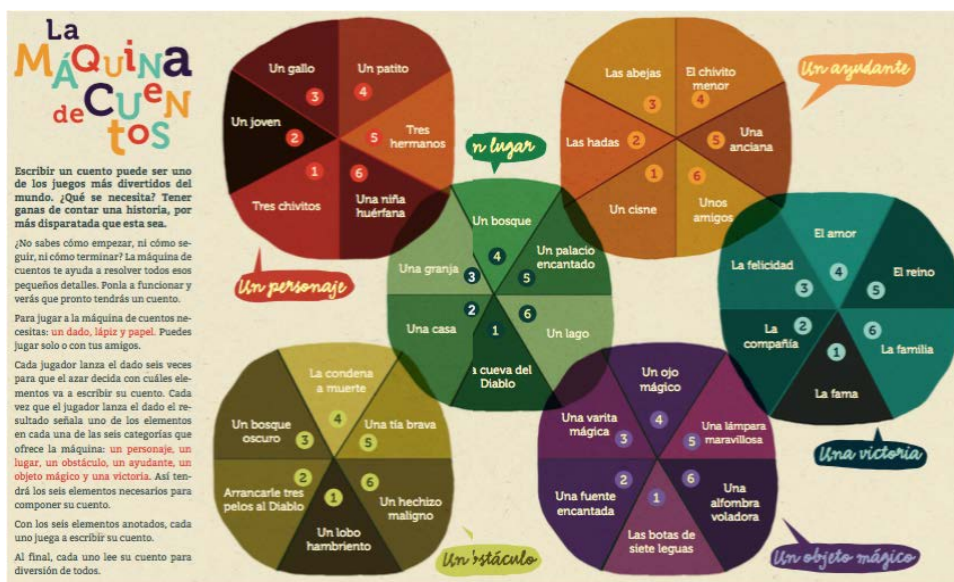 La
MÁQuiNa
de CUen
tos
Escribir un cuento puede ser uno
de los juegos más divertidos del
mundo. ¿Qué se necesita? Tener
ganas de contar una historia, por
más disparatada que esta sea.
¿No sabes cómo empezar, ni cómo se-
guir, ni cómo terminar? La máquina de
cuentos te ayuda a resolver todos esos
pequeños detalles. Ponla a funcionar y
verás que pronto tendrás un cuento.
Para jugar a la máquina de cuentos ne-
cesitas: un dado, lápiz y papel. Puedes
jugar solo o con tus amigos.
Cada jugador lanza el dado seis veces
para que el azar decida con cuáles ele-
mentos va a escribir su cuento. Cada
vez que el jugador lanza el dado el re-
sultado señala uno de los elementos
en cada una de las seis categorías que
ofrece la máquina: un personaje, un
lugar, un obstáculo, un ayudante, un
objeto mágico y una victoria. Así ten-
drá los seis elementos necesarios para
componer su cuento.
Con los seis elementos anotados, cada
uno juega a escribir su cuento.
Al final, cada uno lee su cuento para
diversión de todos.
Un gallo
3
Un patito
4
Un joven
2
5
Tres
hermanos
1
Tres chivitos
6
Una niña
huérfana
Un personaje
n lugar
Un bosque
4
Una granja
3
Un palacio
encantado
5
Una casa
2
6
Un lago
1
a cueva del
Diablo
Las abejas
3
El chivito
menor
4
Las hadas
2
5
Una
anciana
1
Un cisne
6
Unos
amigos
Un ayudante
El amor
4
La felicidad
3
El reino
5
La
compañía
2
6
La familia
1
La fama
Una victoria
La condena
a muerte
4
Un bosque
oscuro
3
Una tía brava
5
Arrancarle tres
pelos al Diablo
2
6
Un hechizo
maligno
1
Un lobo
hambriento
Un bstáculo
Un ojo
mágico
4
Una varita
mágica
3
Una lámpara
maravillosa
5
Una fuente
encantada
2
6
Una
alfombra
voladora
1
Las botas de
siete leguas
Un objeto mágico